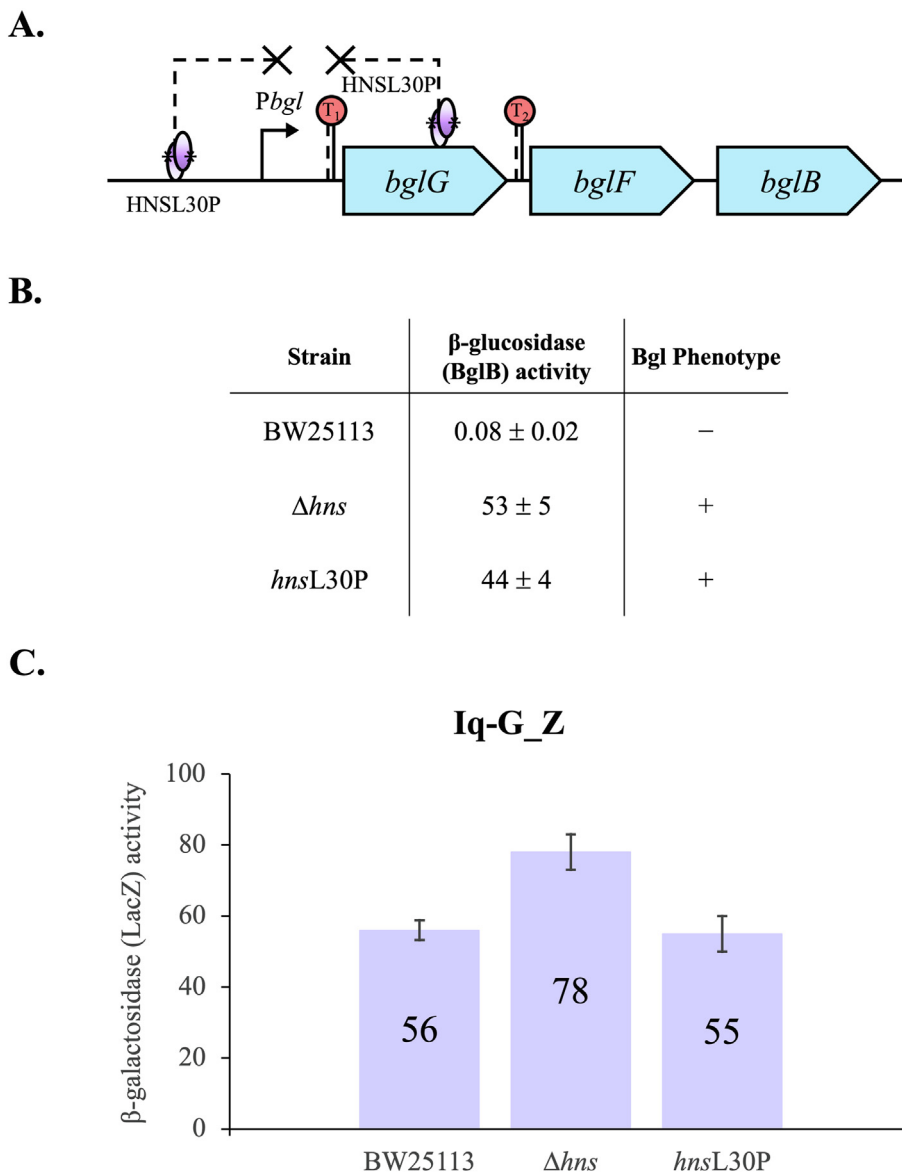 A.
HNSL30P
Pbgl
T1
T2
bglG
bglF
bglB
HNSL30P
B.
Strain
β-glucosidase
(BglB) activity
Bgl Phenotype
BW25113
0.08 ± 0.02
−
Δhns
53 ± 5
+
hnsL30P
44 ± 4
+
C.
Iq-G_Z
β-galactosidase (LacZ) activity
100
80
60
40
20
0
56
78
55
BW25113
Δhns
hnsL30P